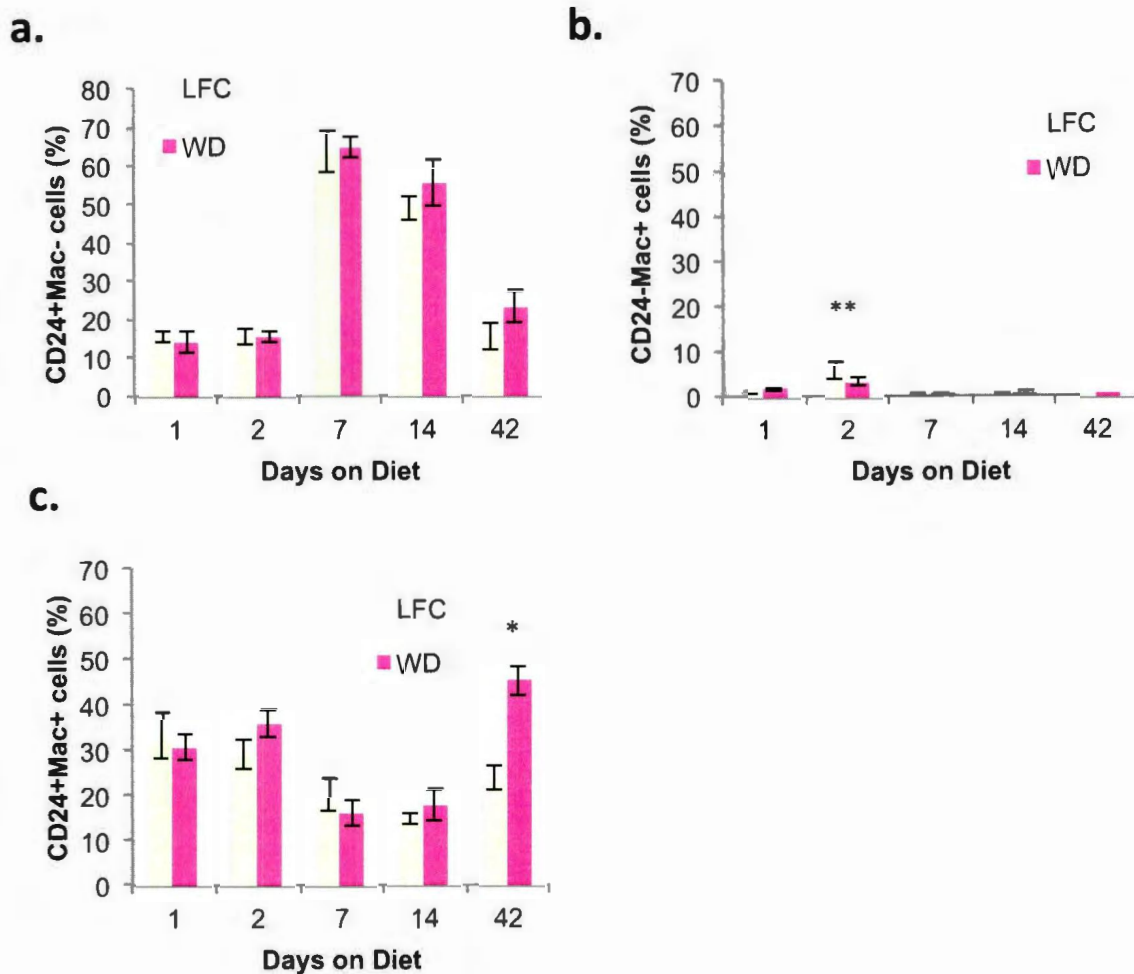 a.
CD24+Mac- cells (%)
80
70
60
50
40
30
20
10
0
LFC
WD
1 2 7 14 42
Days on Diet
b.
CD24-Mac+ cells (%)
70
60
50
40
30
20
10
0
LFC
WD
**
1 2 7 14 42
Days on Diet
c.
CD24+Mac+ cells (%)
70
60
50
40
30
20
10
0
LFC
WD
*
1 2 7 14 42
Days on Diet